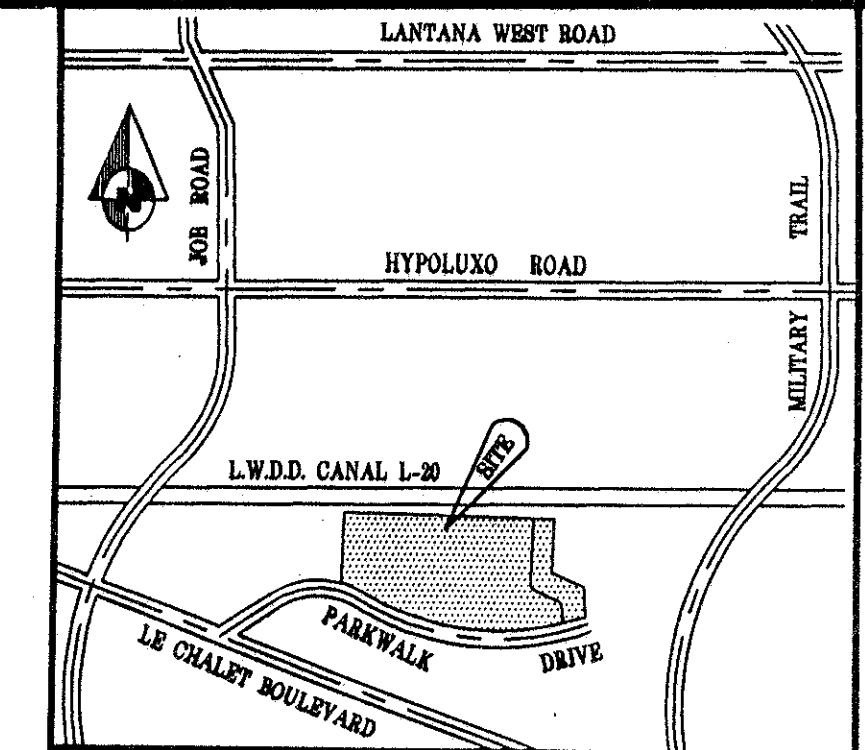 LANTANA WEST ROAD
N
JOB ROAD
TRAIL
HYPOLUXO ROAD
MILITARY
SITE
L.W.D.D. CANAL L-20
PARKWALK
DRIVE
LE CHALET BOULEVARD